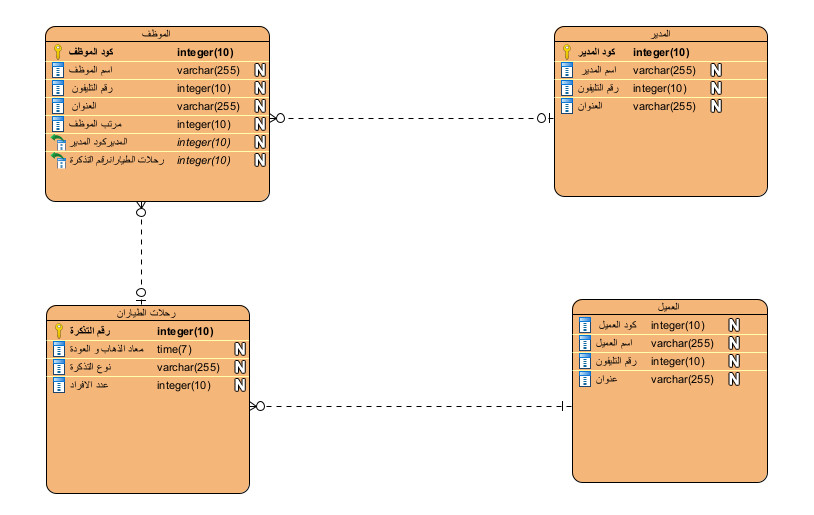 الموظف
كود الموظف integer(10)
اسم الموظف varchar(255) N
رقم التليفون integer(10) N
العنوان varchar(255) N
مرتب الموظف integer(10) N
المديركود المدير integer(10) N
رحلات الطيرانرقم التذكرة integer(10) N
المدير
كود المدير integer(10)
اسم المدير varchar(255) N
رقم التليفون integer(10) N
العنوان varchar(255) N
رحلات الطياران
رقم التذكرة integer(10)
معاد الذهاب و العودة time(7) N
نوع التذكرة varchar(255) N
عدد الافراد integer(10) N
العميل
كود العميل integer(10) N
اسم العميل varchar(255) N
رقم التليفون integer(10) N
عنوان varchar(255) N